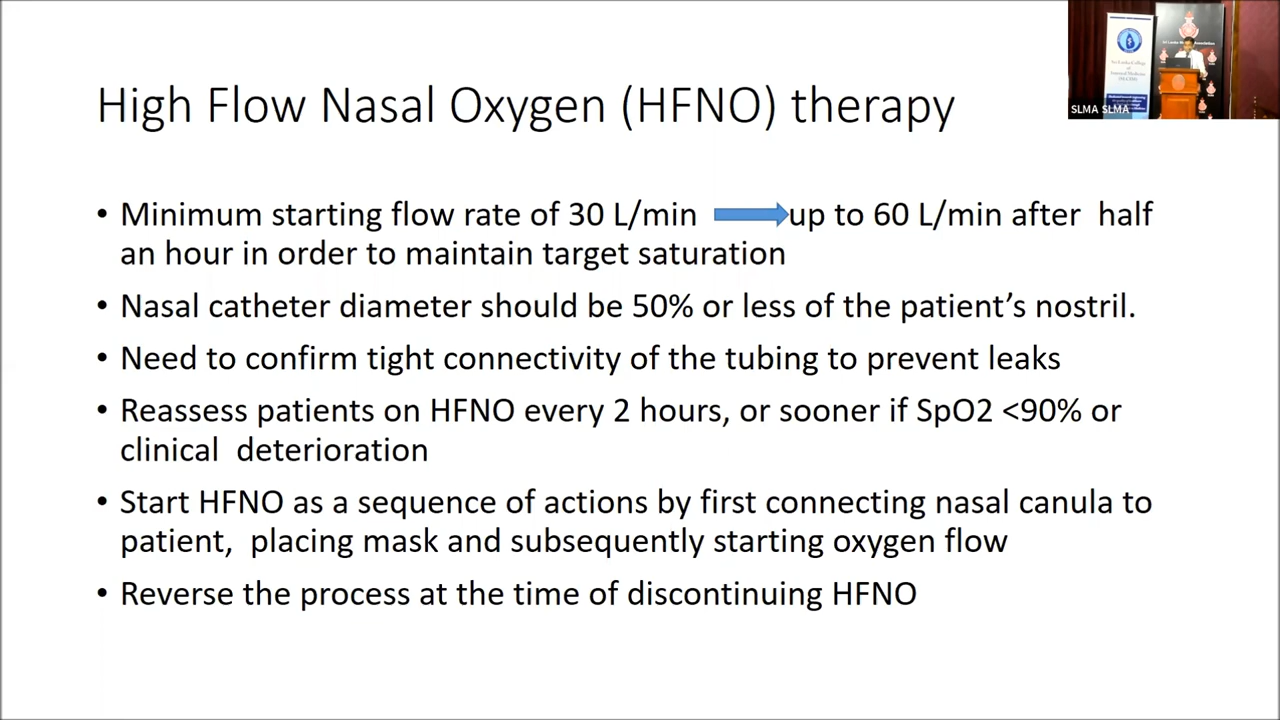 High Flow Nasal Oxygen (HFNO) therapy
• Minimum starting flow rate of 30 L/min up to 60 L/min after half
an hour in order to maintain target saturation
• Nasal catheter diameter should be 50% or less of the patient's nostril.
• Need to confirm tight connectivity of the tubing to prevent leaks
• Reassess patients on HFNO every 2 hours, or sooner if SpO2 <90% or
clinical deterioration
• Start HFNO as a sequence of actions by first connecting nasal canula to
patient, placing mask and subsequently starting oxygen flow
• Reverse the process at the time of discontinuing HFNO
SLMA SLMA